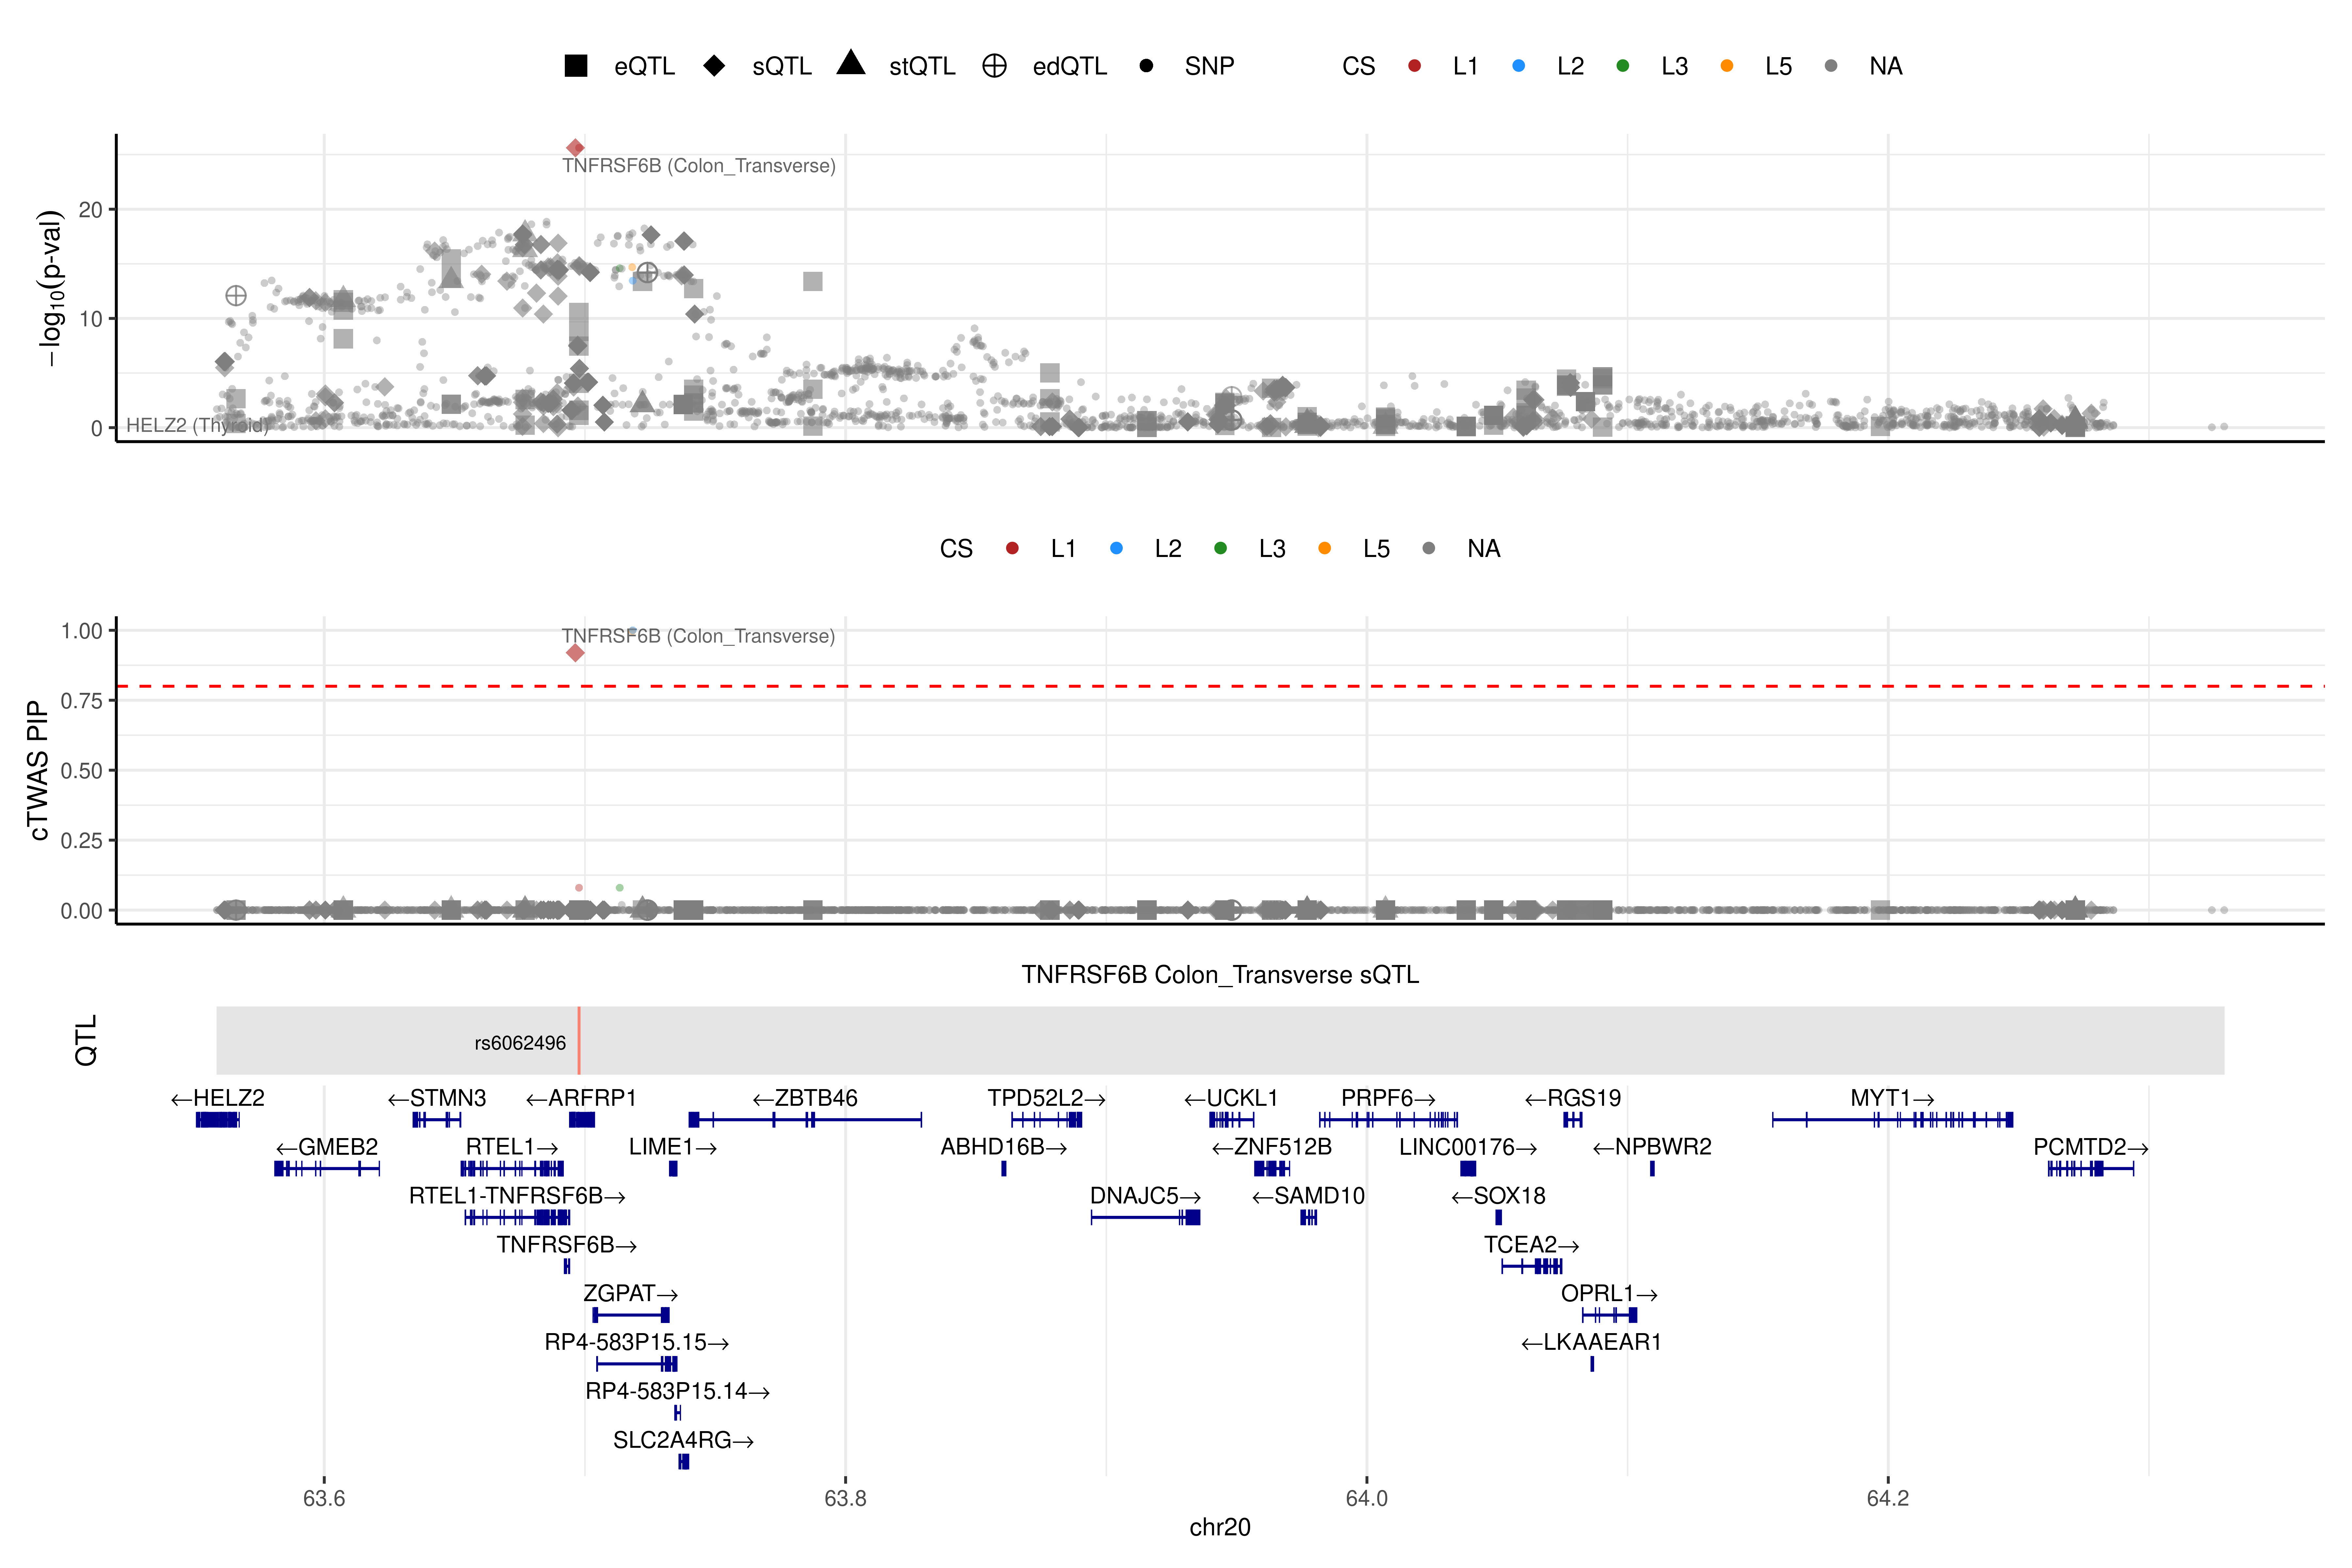 eQTL sQTL stQTL edQTL SNP CS L1 L2 L3 L5 NA
−log10(p-val)
20
10
0
TNFRSF6B (Colon_Transverse)
HELZ2 (Thyroid)
CS L1 L2 L3 L5 NA
cTWAS PIP
1.00
0.75
0.50
0.25
0.00
TNFRSF6B (Colon_Transverse)
TNFRSF6B Colon_Transverse sQTL
QTL
rs6062496
←HELZ2 ←STMN3 ←ARFRP1 ←ZBTB46 TPD52L2→ ←UCKL1 PRPF6→ ←RGS19 MYT1→
←GMEB2 RTEL1→ LIME1→ ABHD16B→ ←ZNF512B LINC00176→ ←NPBWR2 PCMTD2→
RTEL1-TNFRSF6B→ DNAJC5→ ←SAMD10 ←SOX18
TNFRSF6B→ TCEA2→
ZGPAT→ OPRL1→
RP4-583P15.15→ ←LKAAEAR1
RP4-583P15.14→
SLC2A4RG→
63.6 63.8 64.0 64.2
chr20